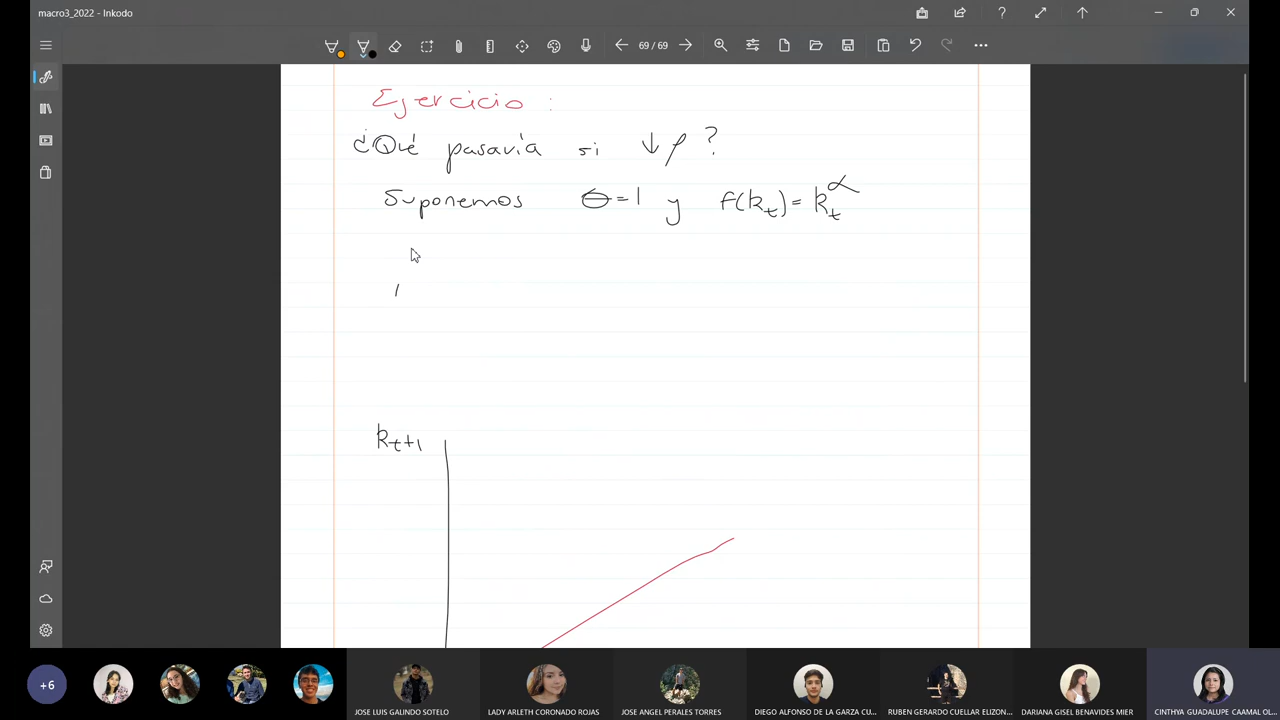 macro3_2022 - Inkodo
69 / 69
Ejercicio :
¿Qué pasaría si ↓ρ ?
Suponemos θ=1 y f(kₜ)= kₜ^α
kₜ₊₁
+6
JOSE LUIS GALINDO SOTELO
LADY ARLETH CORONADO ROJAS
JOSE ANGEL PERALES TORRES
DIEGO ALFONSO DE LA GARZA CU...
RUBEN GERARDO CUELLAR ELIZON...
DARIANA GISEL BENAVIDES MIER
CINTHYA GUADALUPE CAAMAL OL...